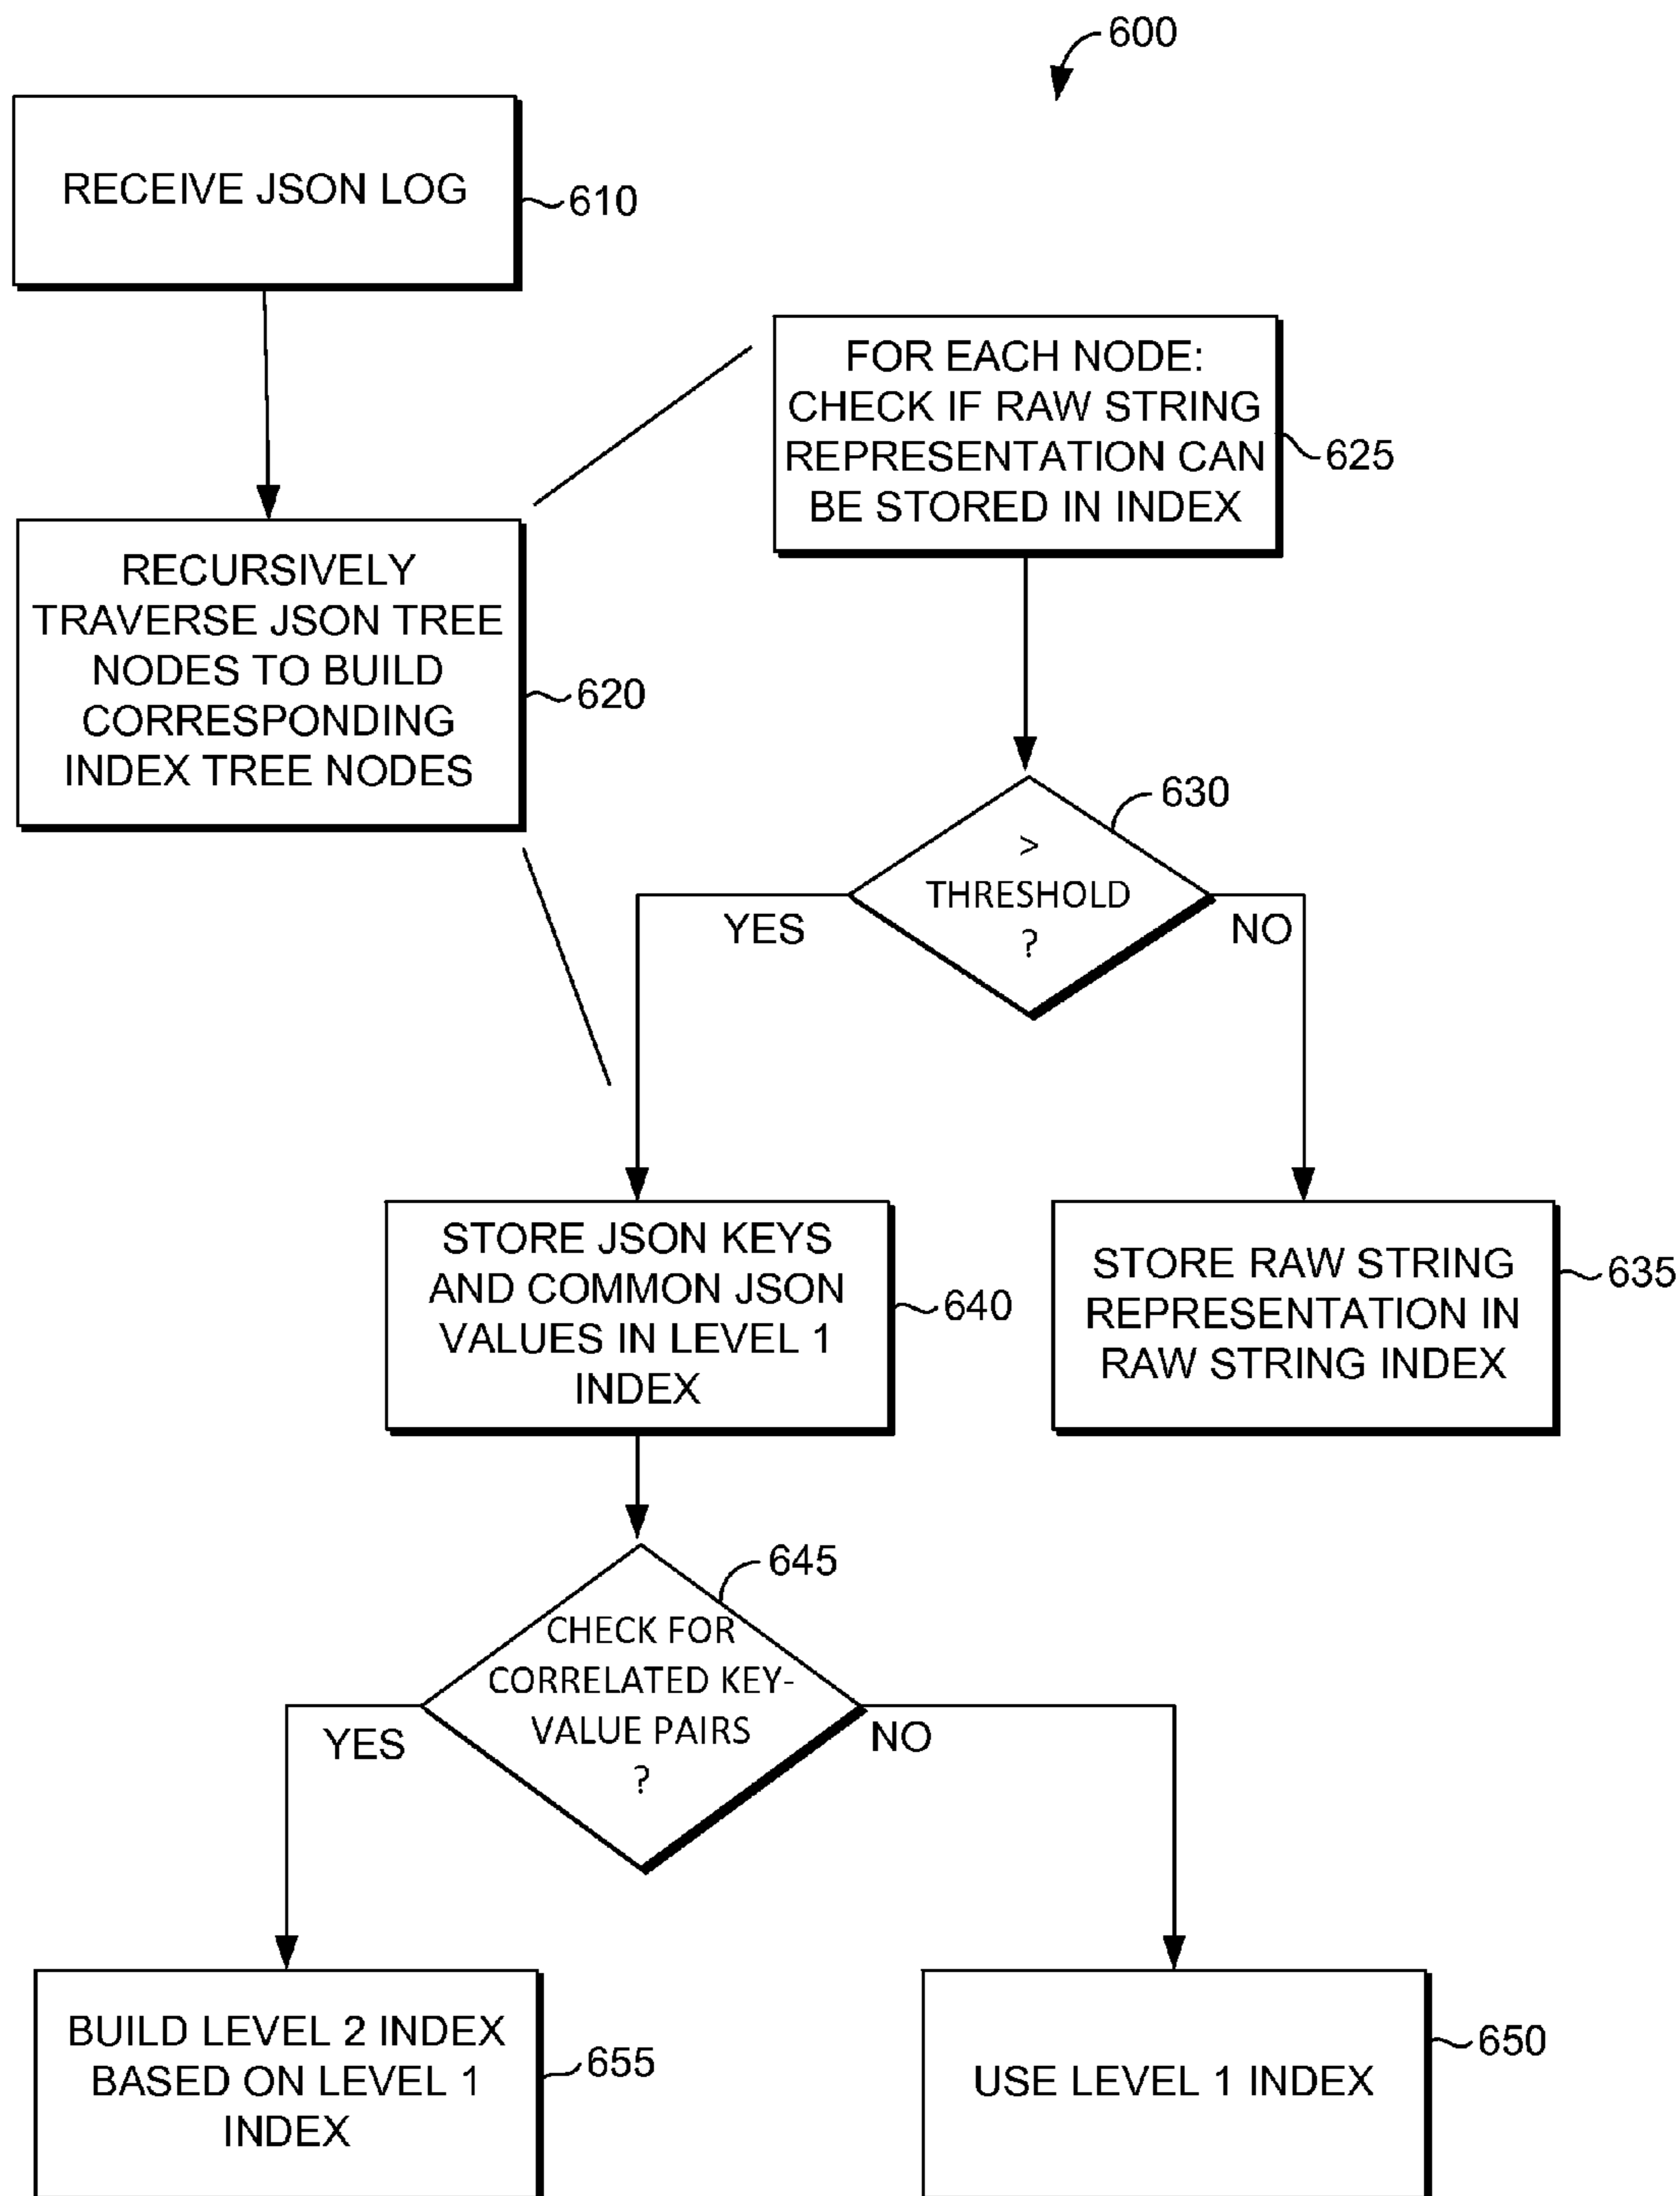 600
RECEIVE JSON LOG
610
FOR EACH NODE:
CHECK IF RAW STRING
REPRESENTATION CAN
BE STORED IN INDEX
625
RECURSIVELY
TRAVERSE JSON TREE
NODES TO BUILD
CORRESPONDING
INDEX TREE NODES
620
630
>
THRESHOLD
?
YES
NO
STORE JSON KEYS
AND COMMON JSON
VALUES IN LEVEL 1
INDEX
640
STORE RAW STRING
REPRESENTATION IN
RAW STRING INDEX
635
645
CHECK FOR
CORRELATED KEY-
VALUE PAIRS
?
YES
NO
BUILD LEVEL 2 INDEX
BASED ON LEVEL 1
INDEX
655
USE LEVEL 1 INDEX
650